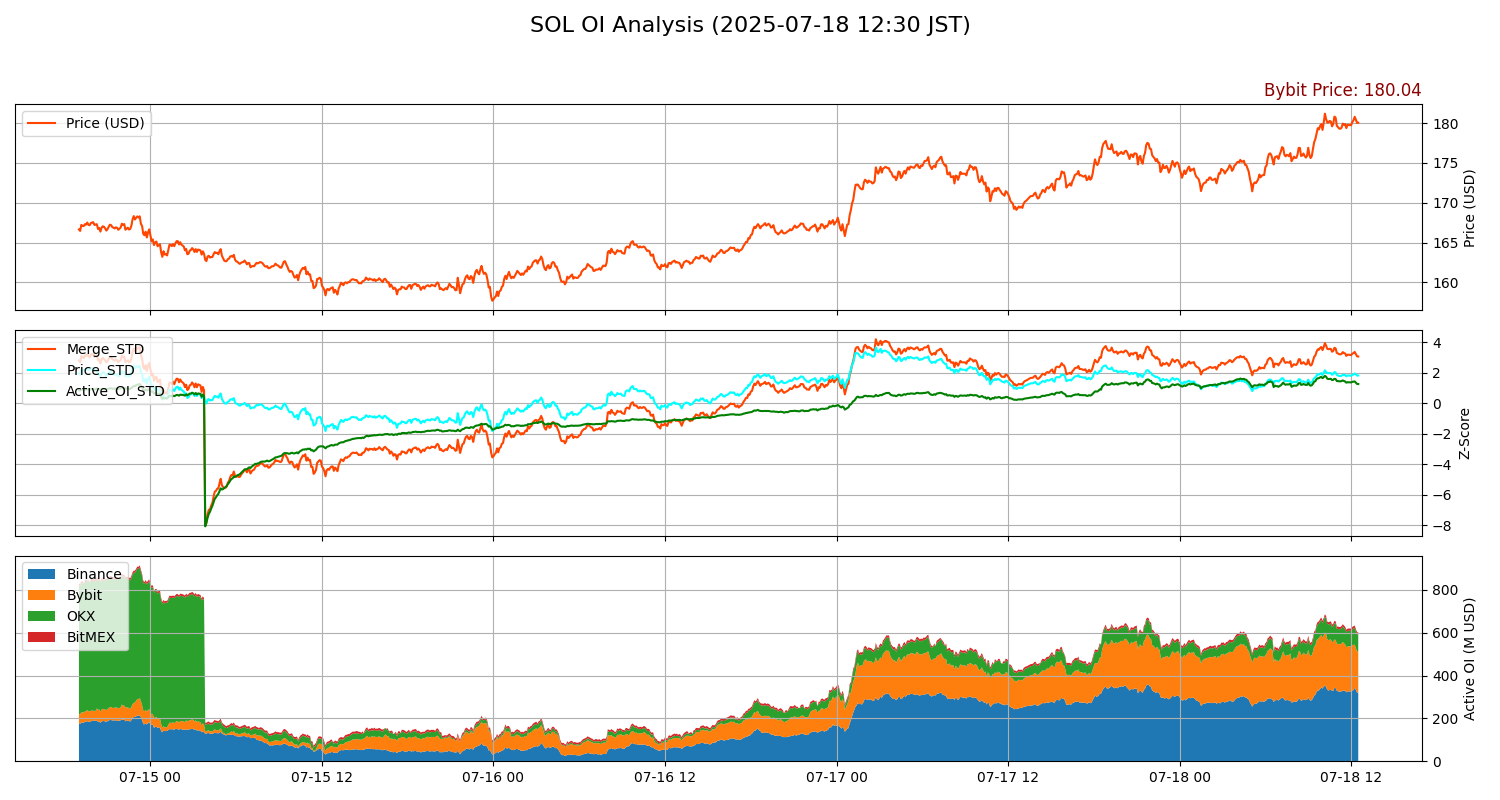 SOL OI Analysis (2025-07-18 12:30 JST)
Bybit Price: 180.04
Price (USD)
180
175
170
165
160
Price (USD)
Merge_STD
Price_STD
Active_OI_STD
4
2
0
−2
−4
−6
−8
Z-Score
Binance
Bybit
OKX
BitMEX
800
600
400
200
0
Active OI (M USD)
07-15 00
07-15 12
07-16 00
07-16 12
07-17 00
07-17 12
07-18 00
07-18 12